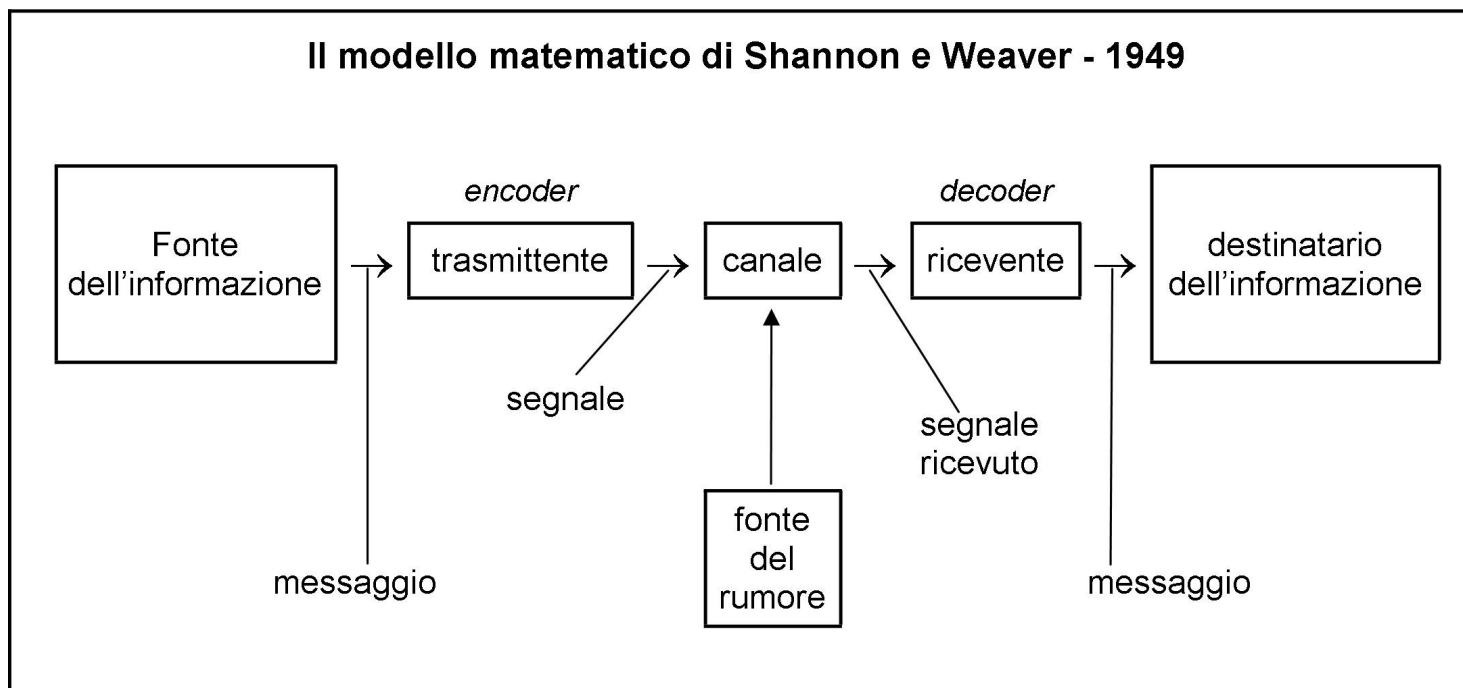 Il modello matematico di Shannon e Weaver - 1949
Fonte
dell'informazione
encoder
trasmittente
canale
decoder
ricevente
destinatario
dell'informazione
segnale
segnale
ricevuto
fonte
del
rumore
messaggio
messaggio